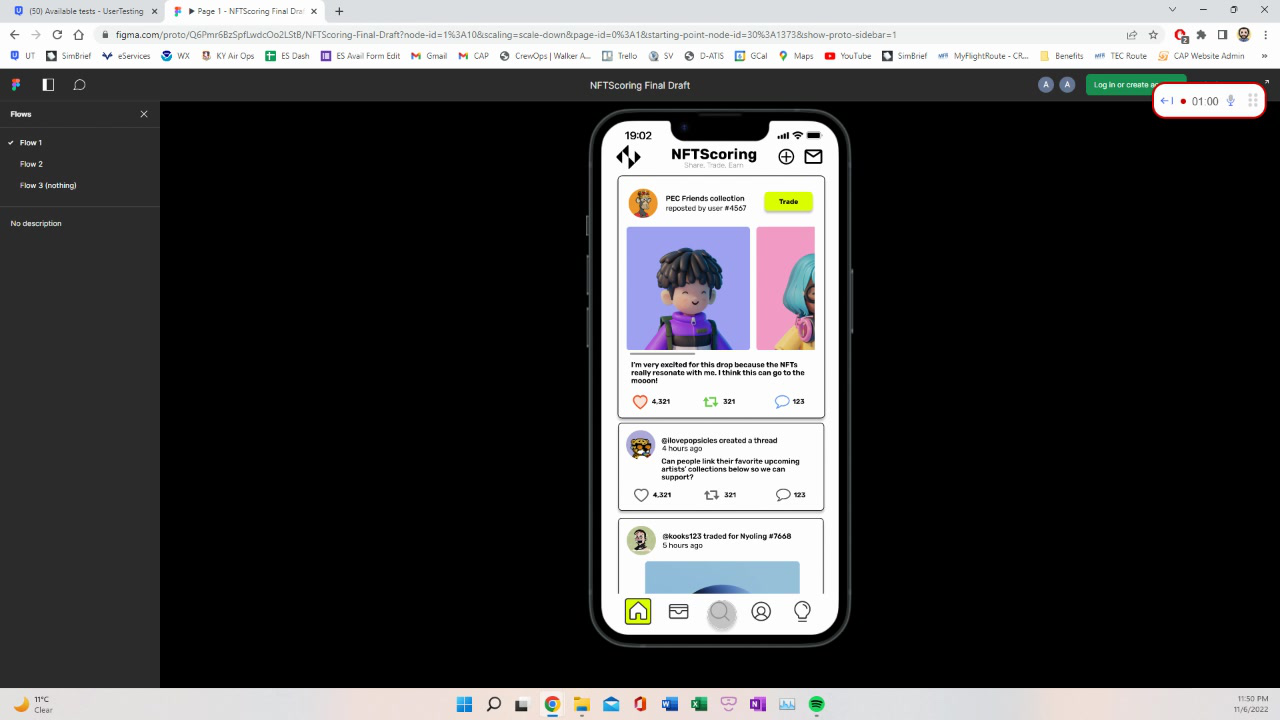 (50) Available tests - UserTesting
Page 1 - NFTScoring-Final-Draf
figma.com/proto/Q6Pmr6BzSpfLwdcOo2LStB/NFTScoring-Final-Draft?node-id=1%3A10&scaling=scale-down&page-id=0%3A1&starting-point-node-id=30%3A1373&show-proto-sidebar=1
UT
SimBrief
eServices
WX
KY Air Ops
ES Dash
ES Avail Form Edit
Gmail
CrewOps | Walker A...
Trello
SV
D-ATIS
GCal
Maps
YouTube
SimBrief
MyFlightRoute - CR...
Benefits
TEC Route
CAP Medical Airlift...
»
NFTScoring Final Draft
A
A
Log in or create ac
01:00
Flows
Flow 1
Flow 2
Flow 3 (nothing)
No description
19:02
NFTScoring
Share, Trade, Earn
PEC Friends collection
reposted by user #4567
Trade
I'm very excited for this drop because the NFTs
really resonate with me. I think this can go to the
mooon!
4,321
321
123
@ilovepopsicles created a thread
4 hours ago
Can people link their favorite upcoming
artists' collections below so we can
support?
4,321
321
123
@kooks123 traded for Nyoling #7668
5 hours ago
11°C
Clear
11:50 PM
11/6/2022